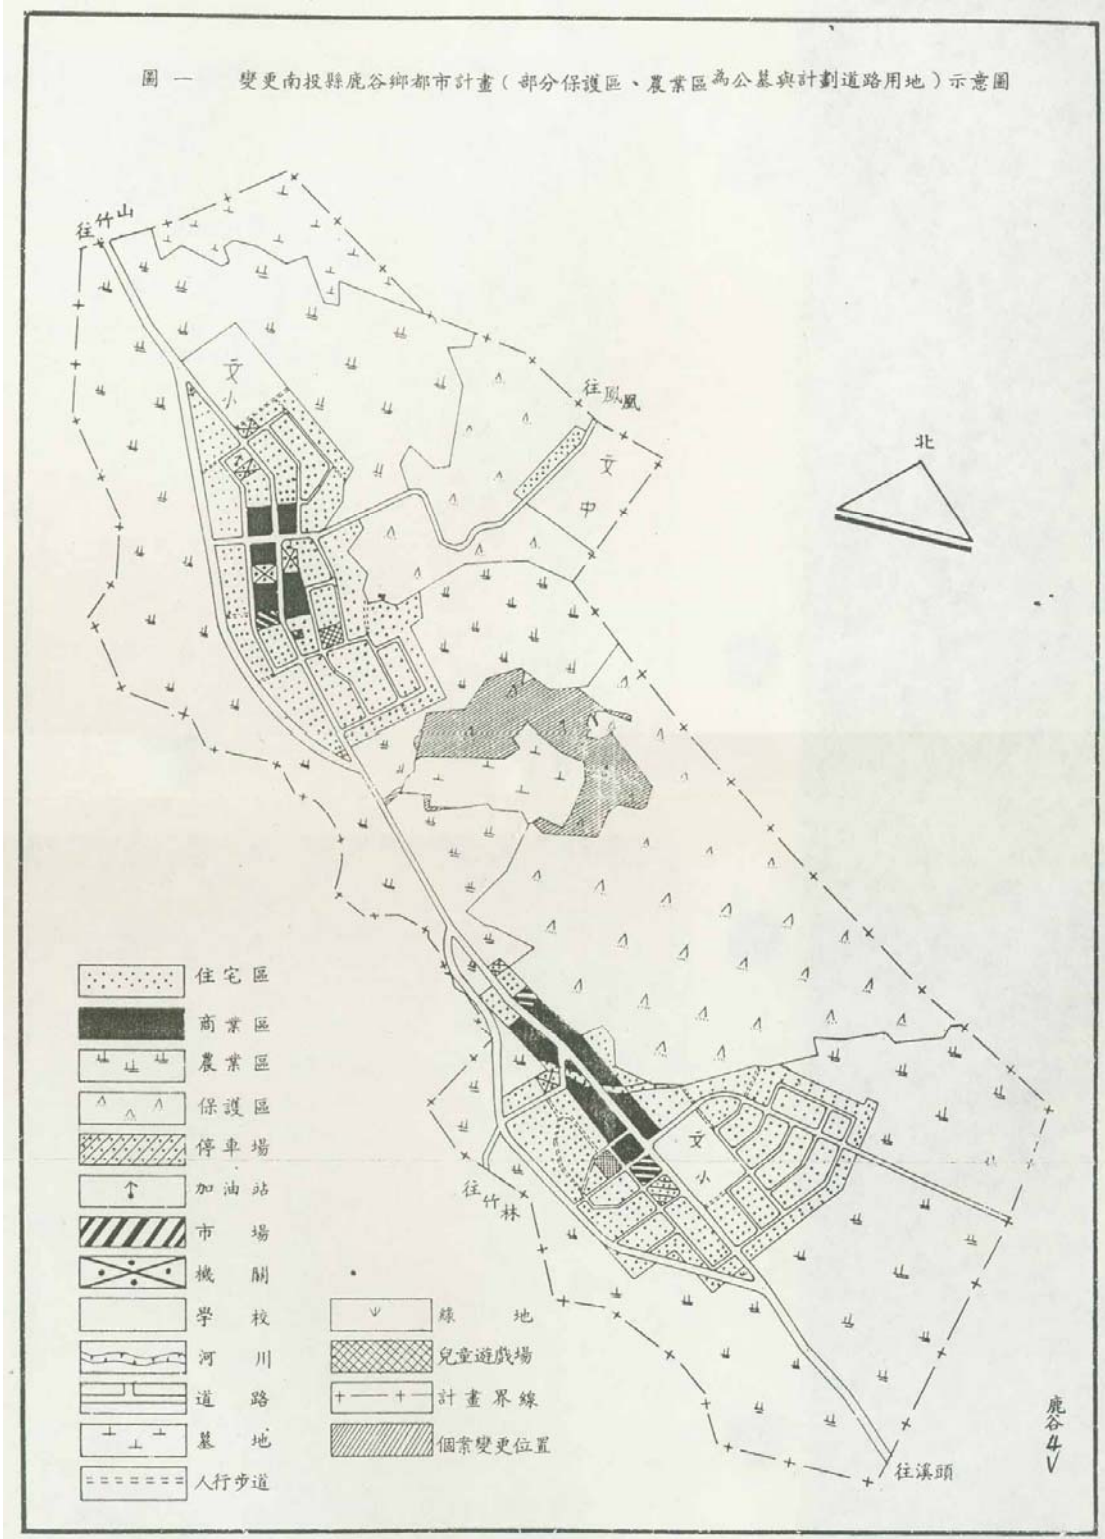 圖一 變更南投縣鹿谷鄉都市計畫（部分保護區、農業區為公墓與計劃道路用地）示意圖
往竹山
文小
往鳳凰
文中
北
文小
往竹林
往溪頭
住宅區
商業區
農業區
保護區
停車場
加油站
市場
機關
學校
河川
道路
墓地
人行步道
綠地
兒童遊戲場
計畫界線
個案變更位置
鹿谷4V